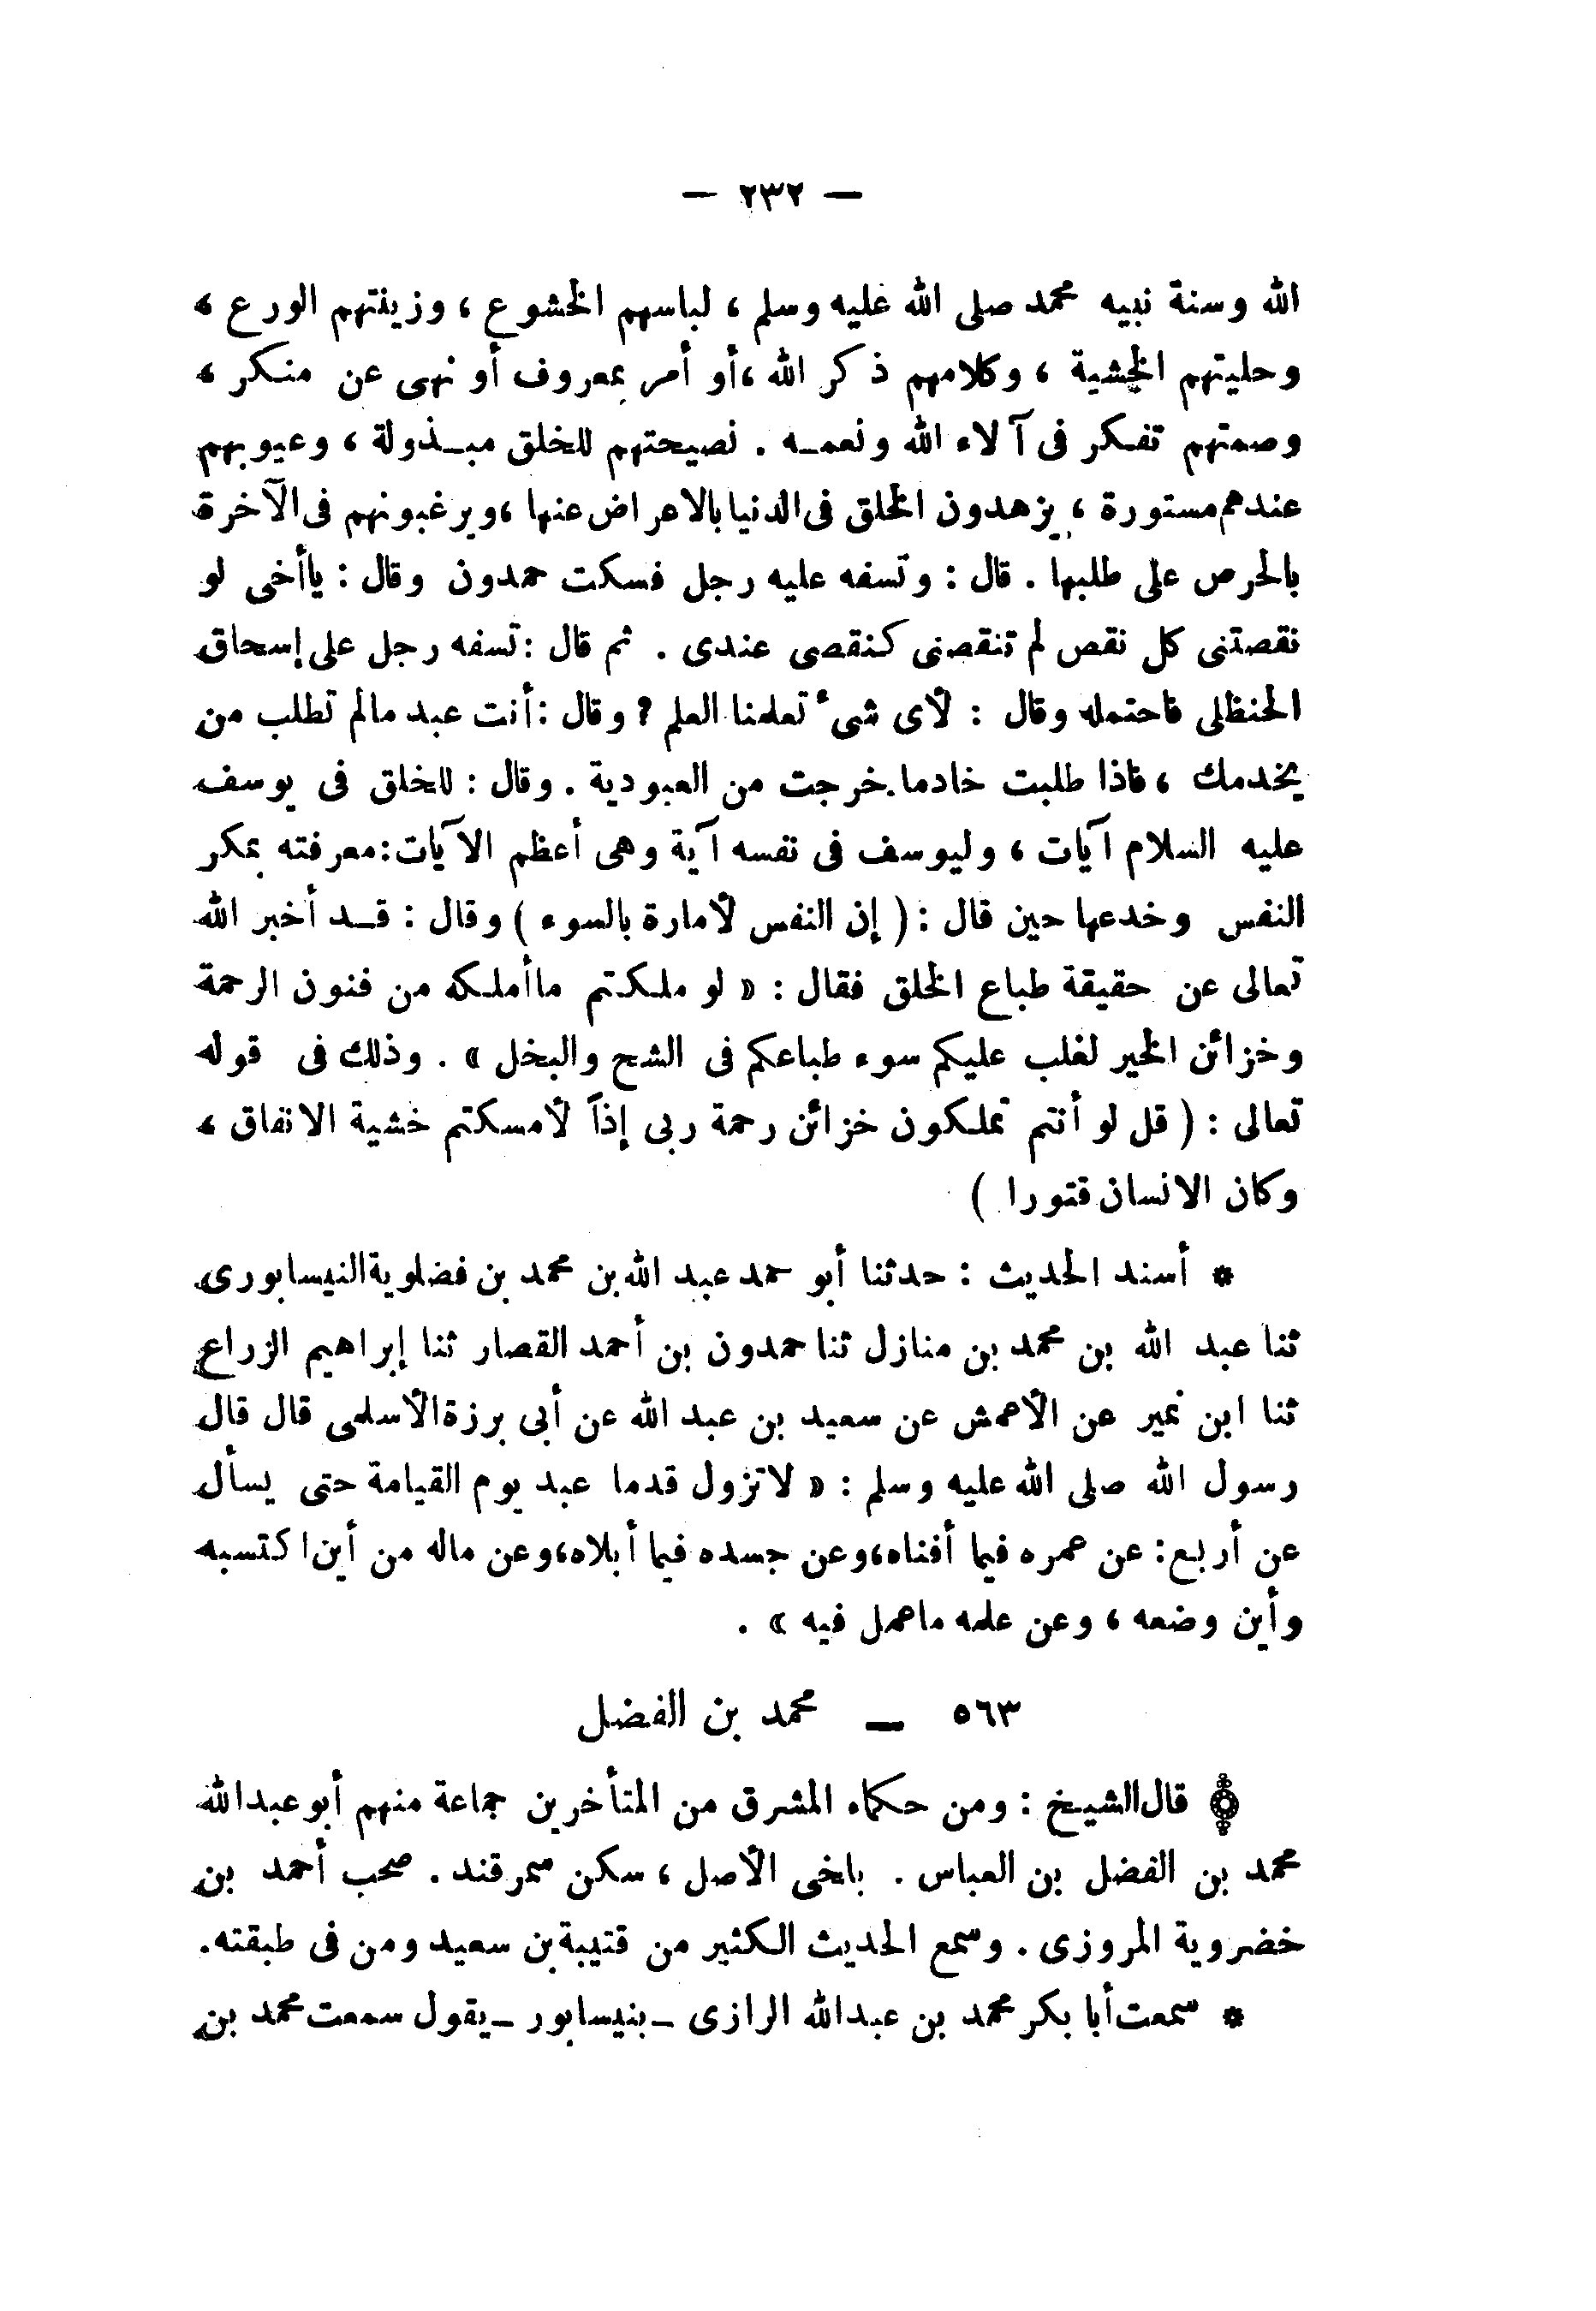 — ٢٣٢ —
الله وسنة نبيه محمد صلى الله عليه وسلم ، لباسهم الخشوع ، وزينتهم الورع ،
وحليتهم الخشية ، وكلامهم ذكر الله ،أو أمر بمعروف أو نهى عن منكر ،
وصمتهم تفكر فى آلاء الله ونعمه . نصيحتهم للخلق مبذولة ، وعيوبهم
عندهم مستورة ، يزهدون الخلق فى الدنيا بالاعراض عنها ،ويرغبونهم فى الآخرة
بالحرص على طلبها . قال : وتسفه عليه رجل فسكت حمدون وقال : ياأخى لو
نقصتنى كل نقص لم تنقصنى كنقصى عندى . ثم قال :تسفه رجل على إسحاق
الحنظلى فاحتمله وقال : لأى شىء تعلمنا العلم ? وقال :أنت عبد مالم تطلب من
يخدمك ، فاذا طلبت خادما.خرجت من العبودية . وقال : للخلق فى يوسف
عليه السلام آيات ، وليوسف فى نفسه آية وهى أعظم الآيات:معرفته بمكر
النفس وخدعها حين قال : ( إن النفس لأمارة بالسوء ) وقال : قد أخبر الله
تعالى عن حقيقة طباع الخلق فقال : « لو ملكتم ماأملكه من فنون الرحمة
وخزائن الخير لغلب عليكم سوء طباعكم فى الشح والبخل » . وذلك فى قوله
تعالى : ( قل لو أنتم تملكون خزائن رحمة ربى إذاً لأمسكتم خشية الانفاق ،
وكان الانسان قتورا )
* أسند الحديث : حدثنا أبو حمد عبد الله بن محمد بن فضلوية النيسابورى
ثنا عبد الله بن محمد بن منازل ثنا حمدون بن أحمد القصار ثنا إبراهيم الزراع
ثنا ابن نمير عن الأعمش عن سعيد بن عبد الله عن أبى برزة الأسلمى قال قال
رسول الله صلى الله عليه وسلم : « لا تزول قدما عبد يوم القيامة حتى يسأل
عن أربع: عن عمره فيما أفناه،وعن جسده فيما أبلاه،وعن ماله من أين اكتسبه
وأين وضعه ، وعن علمه ماعمل فيه » .
٥٦٣ — محمد بن الفضل
قال الشيخ : ومن حكماء المشرق من المتأخرين جماعة منهم أبو عبدالله
محمد بن الفضل بن العباس . بلخى الأصل ، سكن سمرقند . صحب أحمد بن
خضروية المروزى . وسمع الحديث الكثير من قتيبة بن سعيد ومن فى طبقته.
* سمعت أبا بكر محمد بن عبدالله الرازى - بنيسابور - يقول سمعت محمد بن